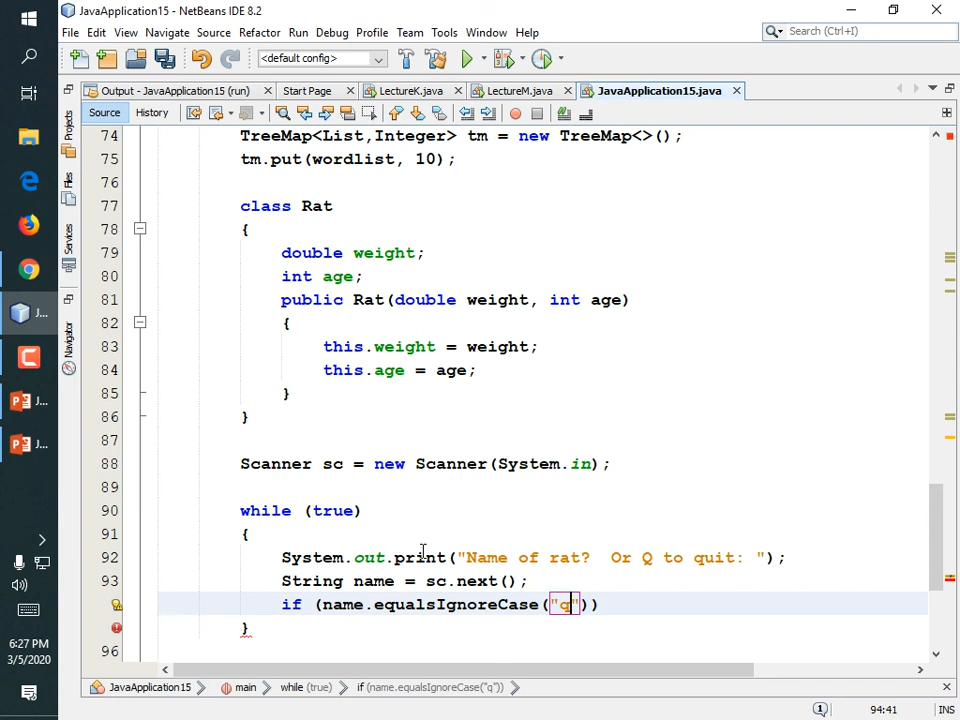 JavaApplication15 - NetBeans IDE 8.2
File Edit View Navigate Source Refactor Run Debug Profile Team Tools Window Help
Search (Ctrl+I)
<default config>
Output - JavaApplication15 (run) Start Page LectureK.java LectureM.java JavaApplication15.java
Source History
Projects
Files
Services
Navigator
74 TreeMap<List,Integer> tm = new TreeMap<>();
75 tm.put(wordlist, 10);
76
77 class Rat
78 {
79 double weight;
80 int age;
81 public Rat(double weight, int age)
82 {
83 this.weight = weight;
84 this.age = age;
85 }
86 }
87
88 Scanner sc = new Scanner(System.in);
89
90 while (true)
91 {
92 System.out.print("Name of rat?  Or Q to quit: ");
93 String name = sc.next();
if (name.equalsIgnoreCase("q"))
}
96
J...
J...
J...
6:27 PM
3/5/2020
JavaApplication15 main while (true) if (name.equalsIgnoreCase("q"))
1 94:41 INS